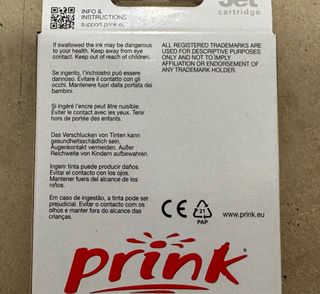 INFO &
INSTRUCTIONS
support.prink.eu
Jet
cartridge
If swallowed the ink may be dangerous
to your health. Keep away from eye
contact. Keep out of reach of children.
ALL REGISTERED TRADEMARKS ARE
USED FOR DESCRIPTIVE PURPOSES
ONLY AND NOT TO IMPLY
AFFILIATION OR ENDORSEMENT OF
ANY TRADEMARK HOLDER.
Se ingerito, l'inchiostro può essere
dannoso. Evitare il contatto con gli
occhi. Mantenere fuori dalla portata dei
bambini.
Si ingéré l'encre peut être nuisible.
Eviter le contact avec les yeux. Tenir
hors de portée des enfants.
Das Verschlucken von Tinten kann
gesundheitsschädlich sein.
Augenkontakt vermeiden. Außer
Reichweite von Kindern aufbewahren.
Ingerir tinta puede producir daños.
Evitar el contacto con los ojos.
Mantener fuera del alcance de los
niños.
Em caso de ingestão, a tinta pode ser
prejudicial. Evitar o contacto com os
olhos e manter fora do alcance das
crianças.
CE
21
PAP
www.prink.eu
prink®